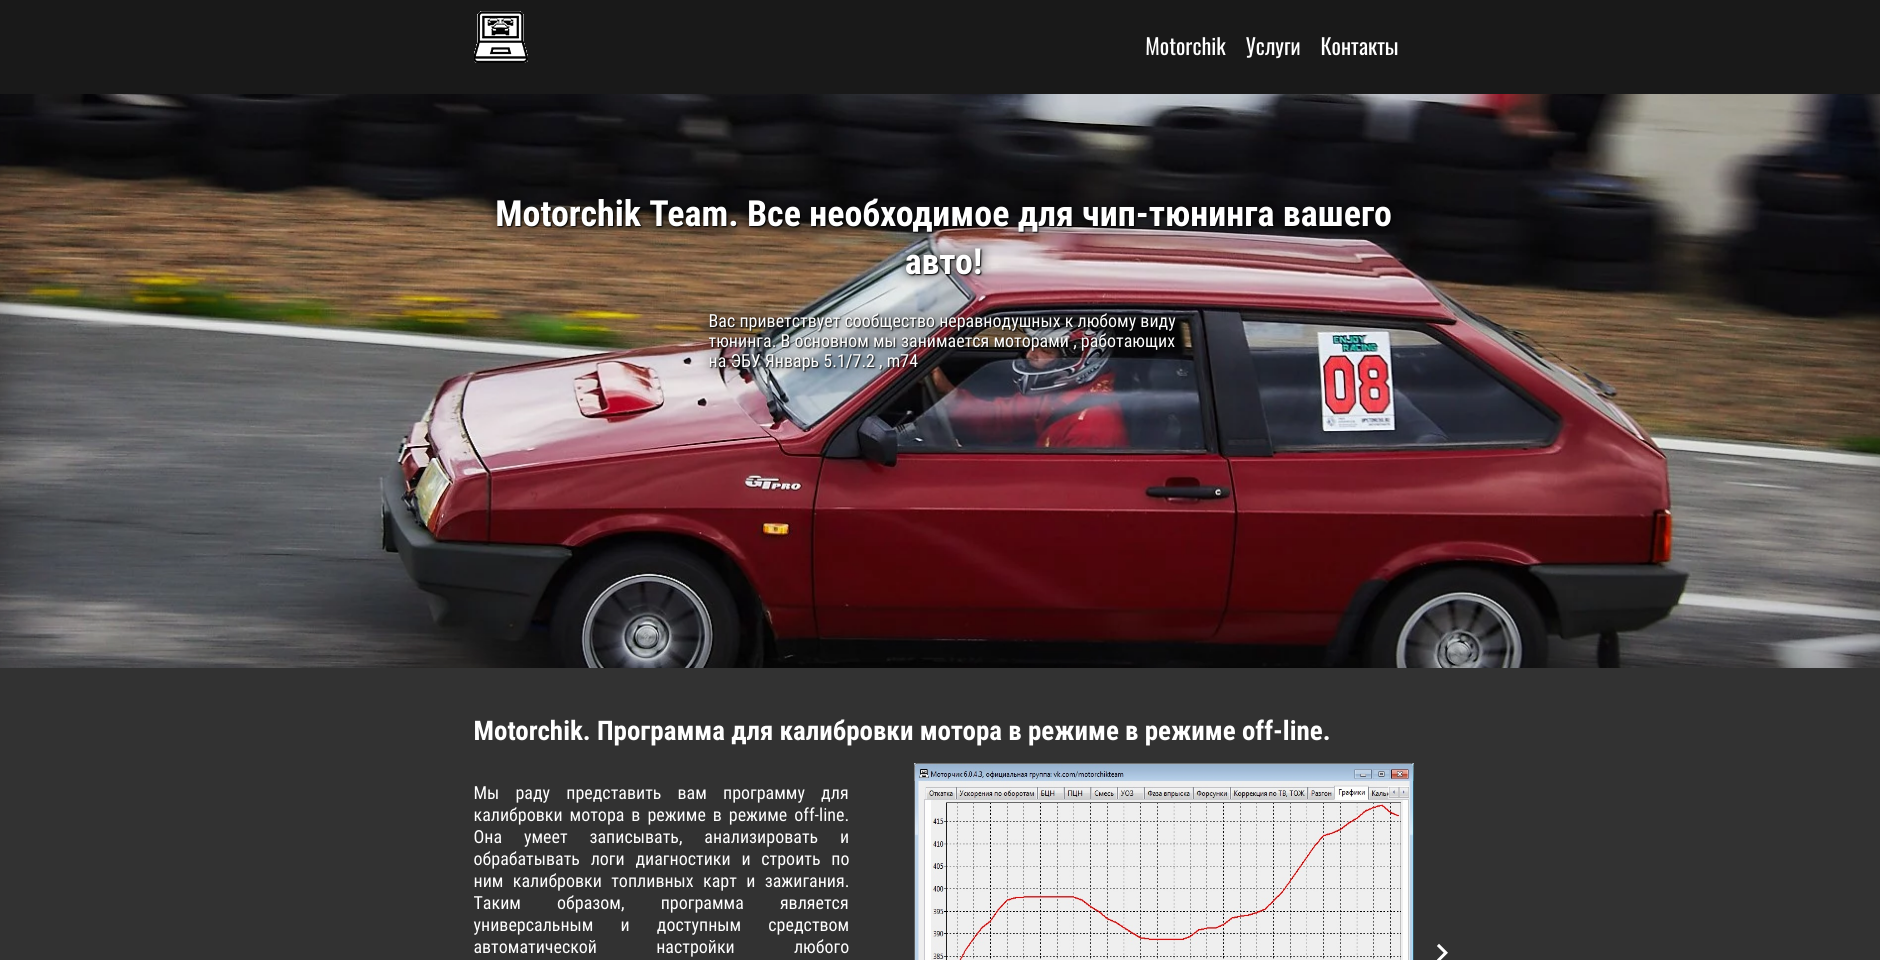 Motorchik Услуги Контакты
Motorchik Team. Все необходимое для чип-тюнинга вашего
авто!
Вас приветствует сообщество неравнодушных к любому виду
тюнинга. В основном мы занимается моторами , работающих
на ЭБУ Январь 5.1/7.2 , m74
ENJOY
RACING
08
GT PRO
Motorchik. Программа для калибровки мотора в режиме в режиме off-line.
Мы раду представить вам программу для
калибровки мотора в режиме в режиме off-line.
Она умеет записывать, анализировать и
обрабатывать логи диагностики и строить по
ним калибровки топливных карт и зажигания.
Таким образом, программа является
универсальным и доступным средством
автоматической настройки любого
Моторчик 6.0.4.3, официальная группа: vk.com/motorchikteam
Откатка Ускорения по оборотам БЦН ПЦН Смесь УОЗ Фаза впрыска Форсунки Коррекция по ТВ, ТОЖ Разгон Графики
415
410
405
400
395
390
385